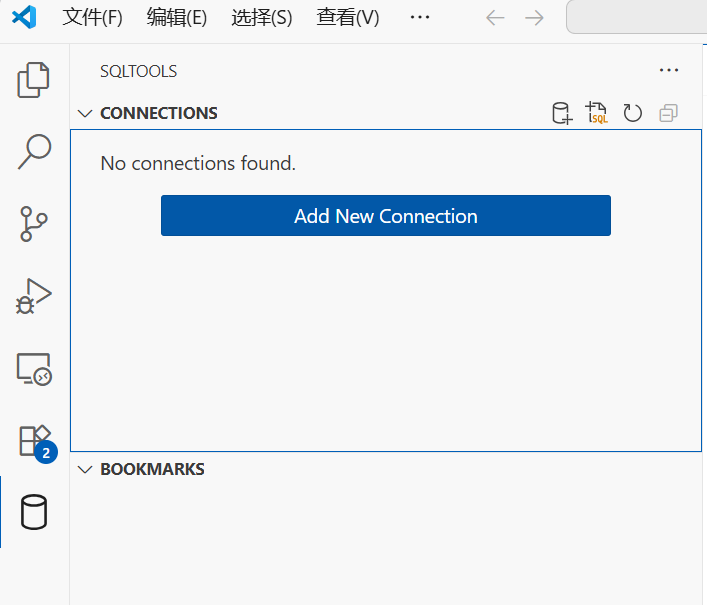 文件(F) 编辑(E) 选择(S) 查看(V) ···
SQLTOOLS
CONNECTIONS
SQL
No connections found.
Add New Connection
2
BOOKMARKS